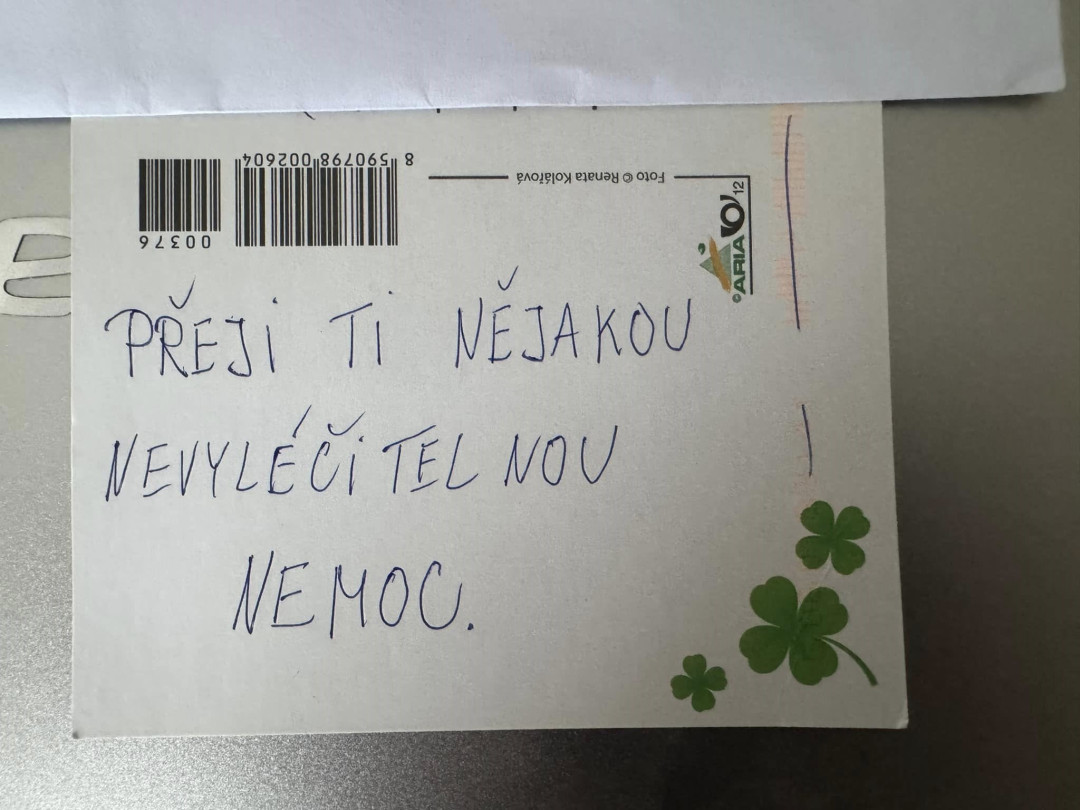 8 590798 002604
00376
Foto © Renata Kolářová
©ARIA 12
PŘEJI TI NĚJAKOU
NEVYLÉČITELNOU
NEMOC.